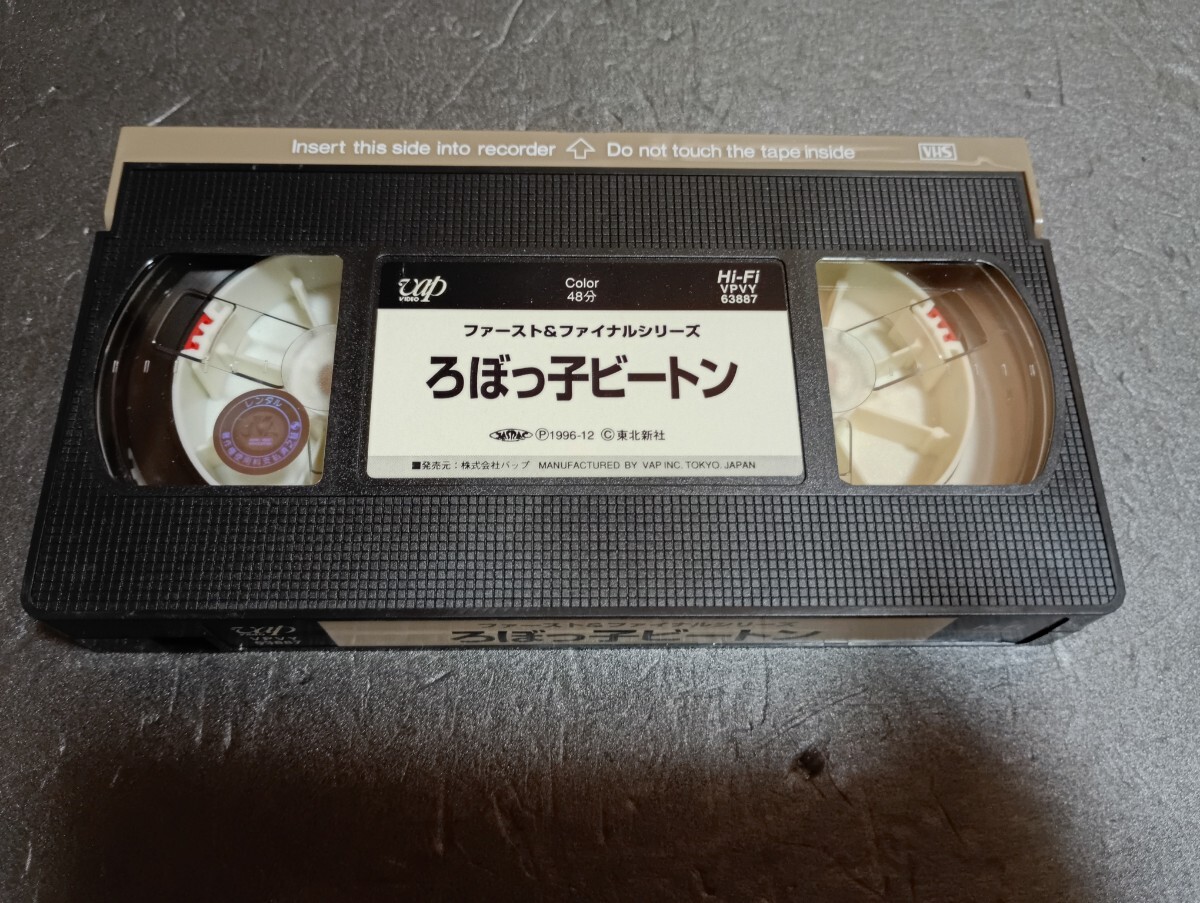 Insert this side into recorder ⇧ Do not touch the tape inside VHS
vap VIDEO
Color
48分
Hi-Fi
VPVY
63887
ファースト&ファイナルシリーズ
ろぼっ子ビートン
JASRAC Ⓟ1996-12 Ⓒ東北新社
■発売元：株式会社バップ MANUFACTURED BY VAP INC. TOKYO. JAPAN
レンタル
ファースト&ファイナルシリーズ
ろぼっ子ビートン